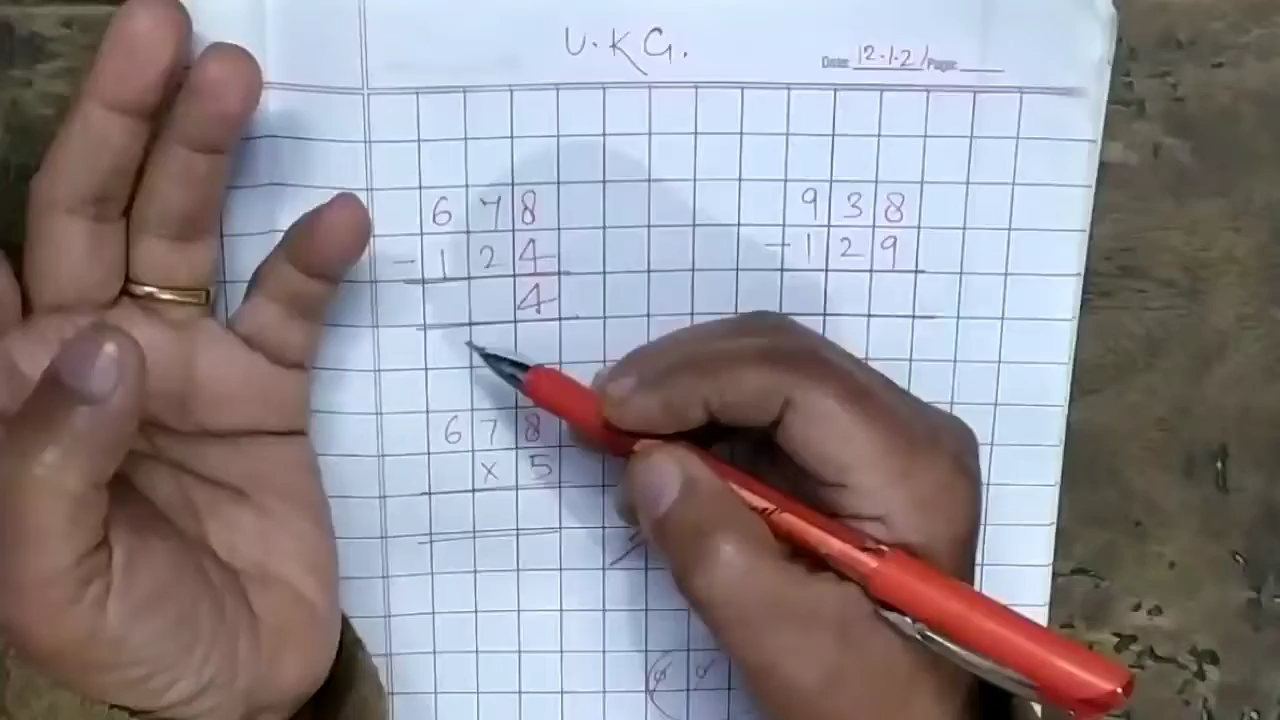 U.K G.
Date: 12.1.2/ Page:
6 7 8
- 1 2 4
4
9 3 8
- 1 2 9
6 7 8
x 5